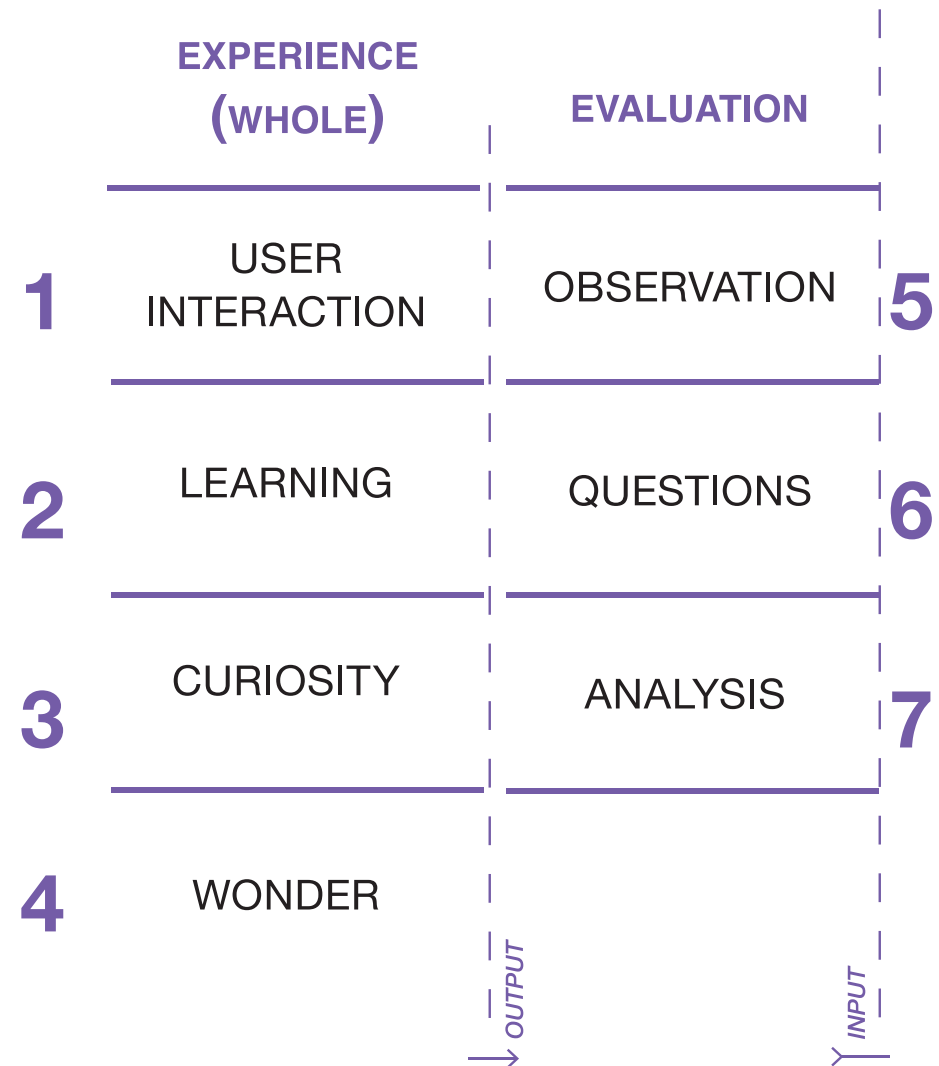 EXPERIENCE
(WHOLE)
EVALUATION
1
USER
INTERACTION
OBSERVATION
5
2
LEARNING
QUESTIONS
6
3
CURIOSITY
ANALYSIS
7
4
WONDER
OUTPUT
INPUT